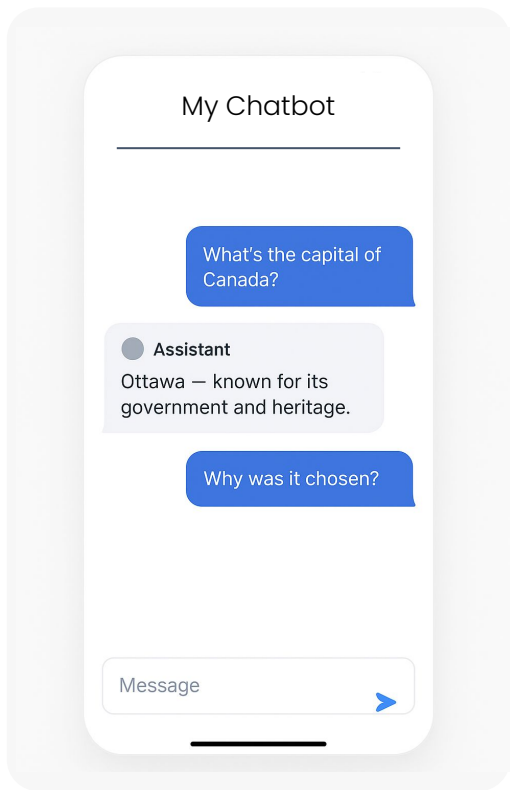 My Chatbot
What's the capital of
Canada?
Assistant
Ottawa — known for its
government and heritage.
Why was it chosen?
Message